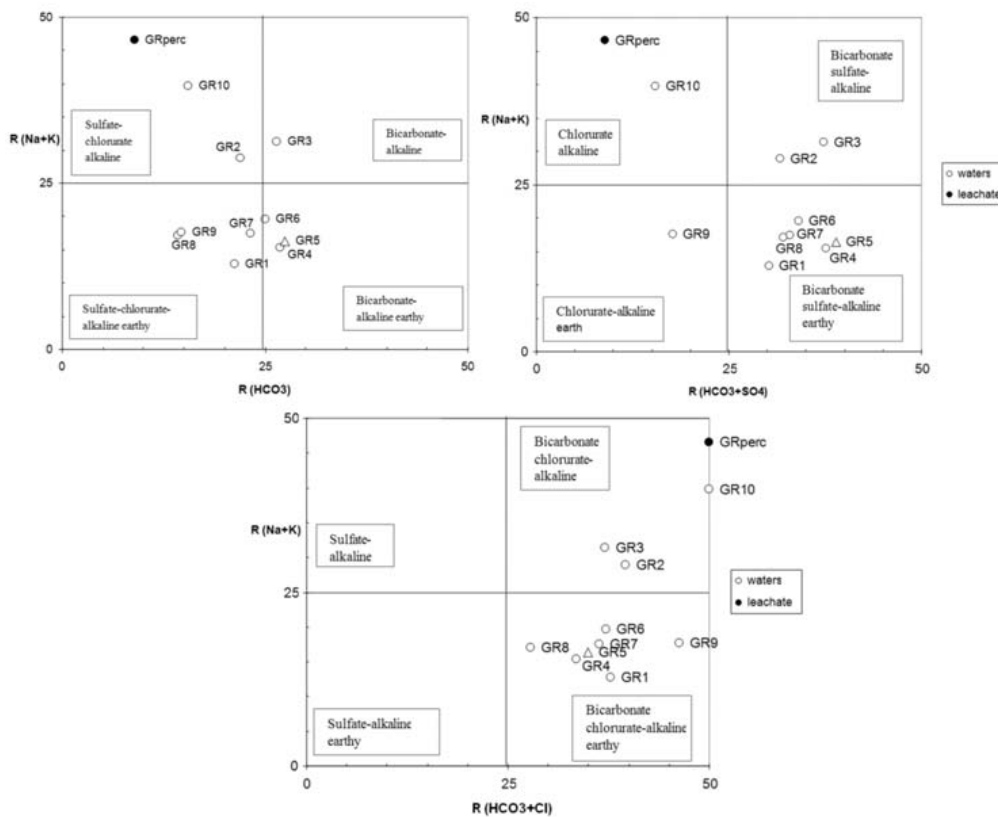 50
GRperc
GR10
Sulfate-
chlorurate
alkaline
R (Na+K)
GR2
GR3
Bicarbonate-
alkaline
25
GR9
GR8
GR7
GR6
GR5
GR4
GR1
Sulfate-chlorurate-
alkaline earthy
Bicarbonate-
alkaline earthy
0
0
25
50
R (HCO3)
50
GRperc
Bicarbonate
sulfate-
alkaline
GR10
R (Na+K)
Chlorurate
alkaline
GR3
GR2
25
waters
leachate
GR9
GR6
GR7
GR8
GR5
GR4
GR1
Chlorurate-alkaline
earth
Bicarbonate
sulfate-alkaline
earthy
0
0
25
50
R (HCO3+SO4)
50
Bicarbonate
chlorurate-
alkaline
GRperc
GR10
R (Na+K)
Sulfate-
alkaline
GR3
GR2
25
waters
leachate
GR6
GR8
GR7
GR9
GR5
GR4
GR1
Sulfate-alkaline
earthy
Bicarbonate
chlorurate-alkaline
earthy
0
0
25
50
R (HCO3+Cl)